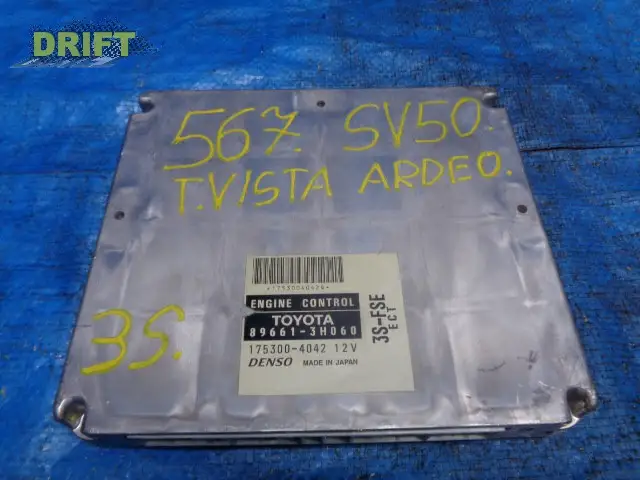 DRIFT
567. SV50.
T.VISTA ARDEO.
3S.
*1753004042*
ENGINE CONTROL
TOYOTA
89661-3H060
175300-4042 12V
DENSO MADE IN JAPAN
3S-FSE
ECT